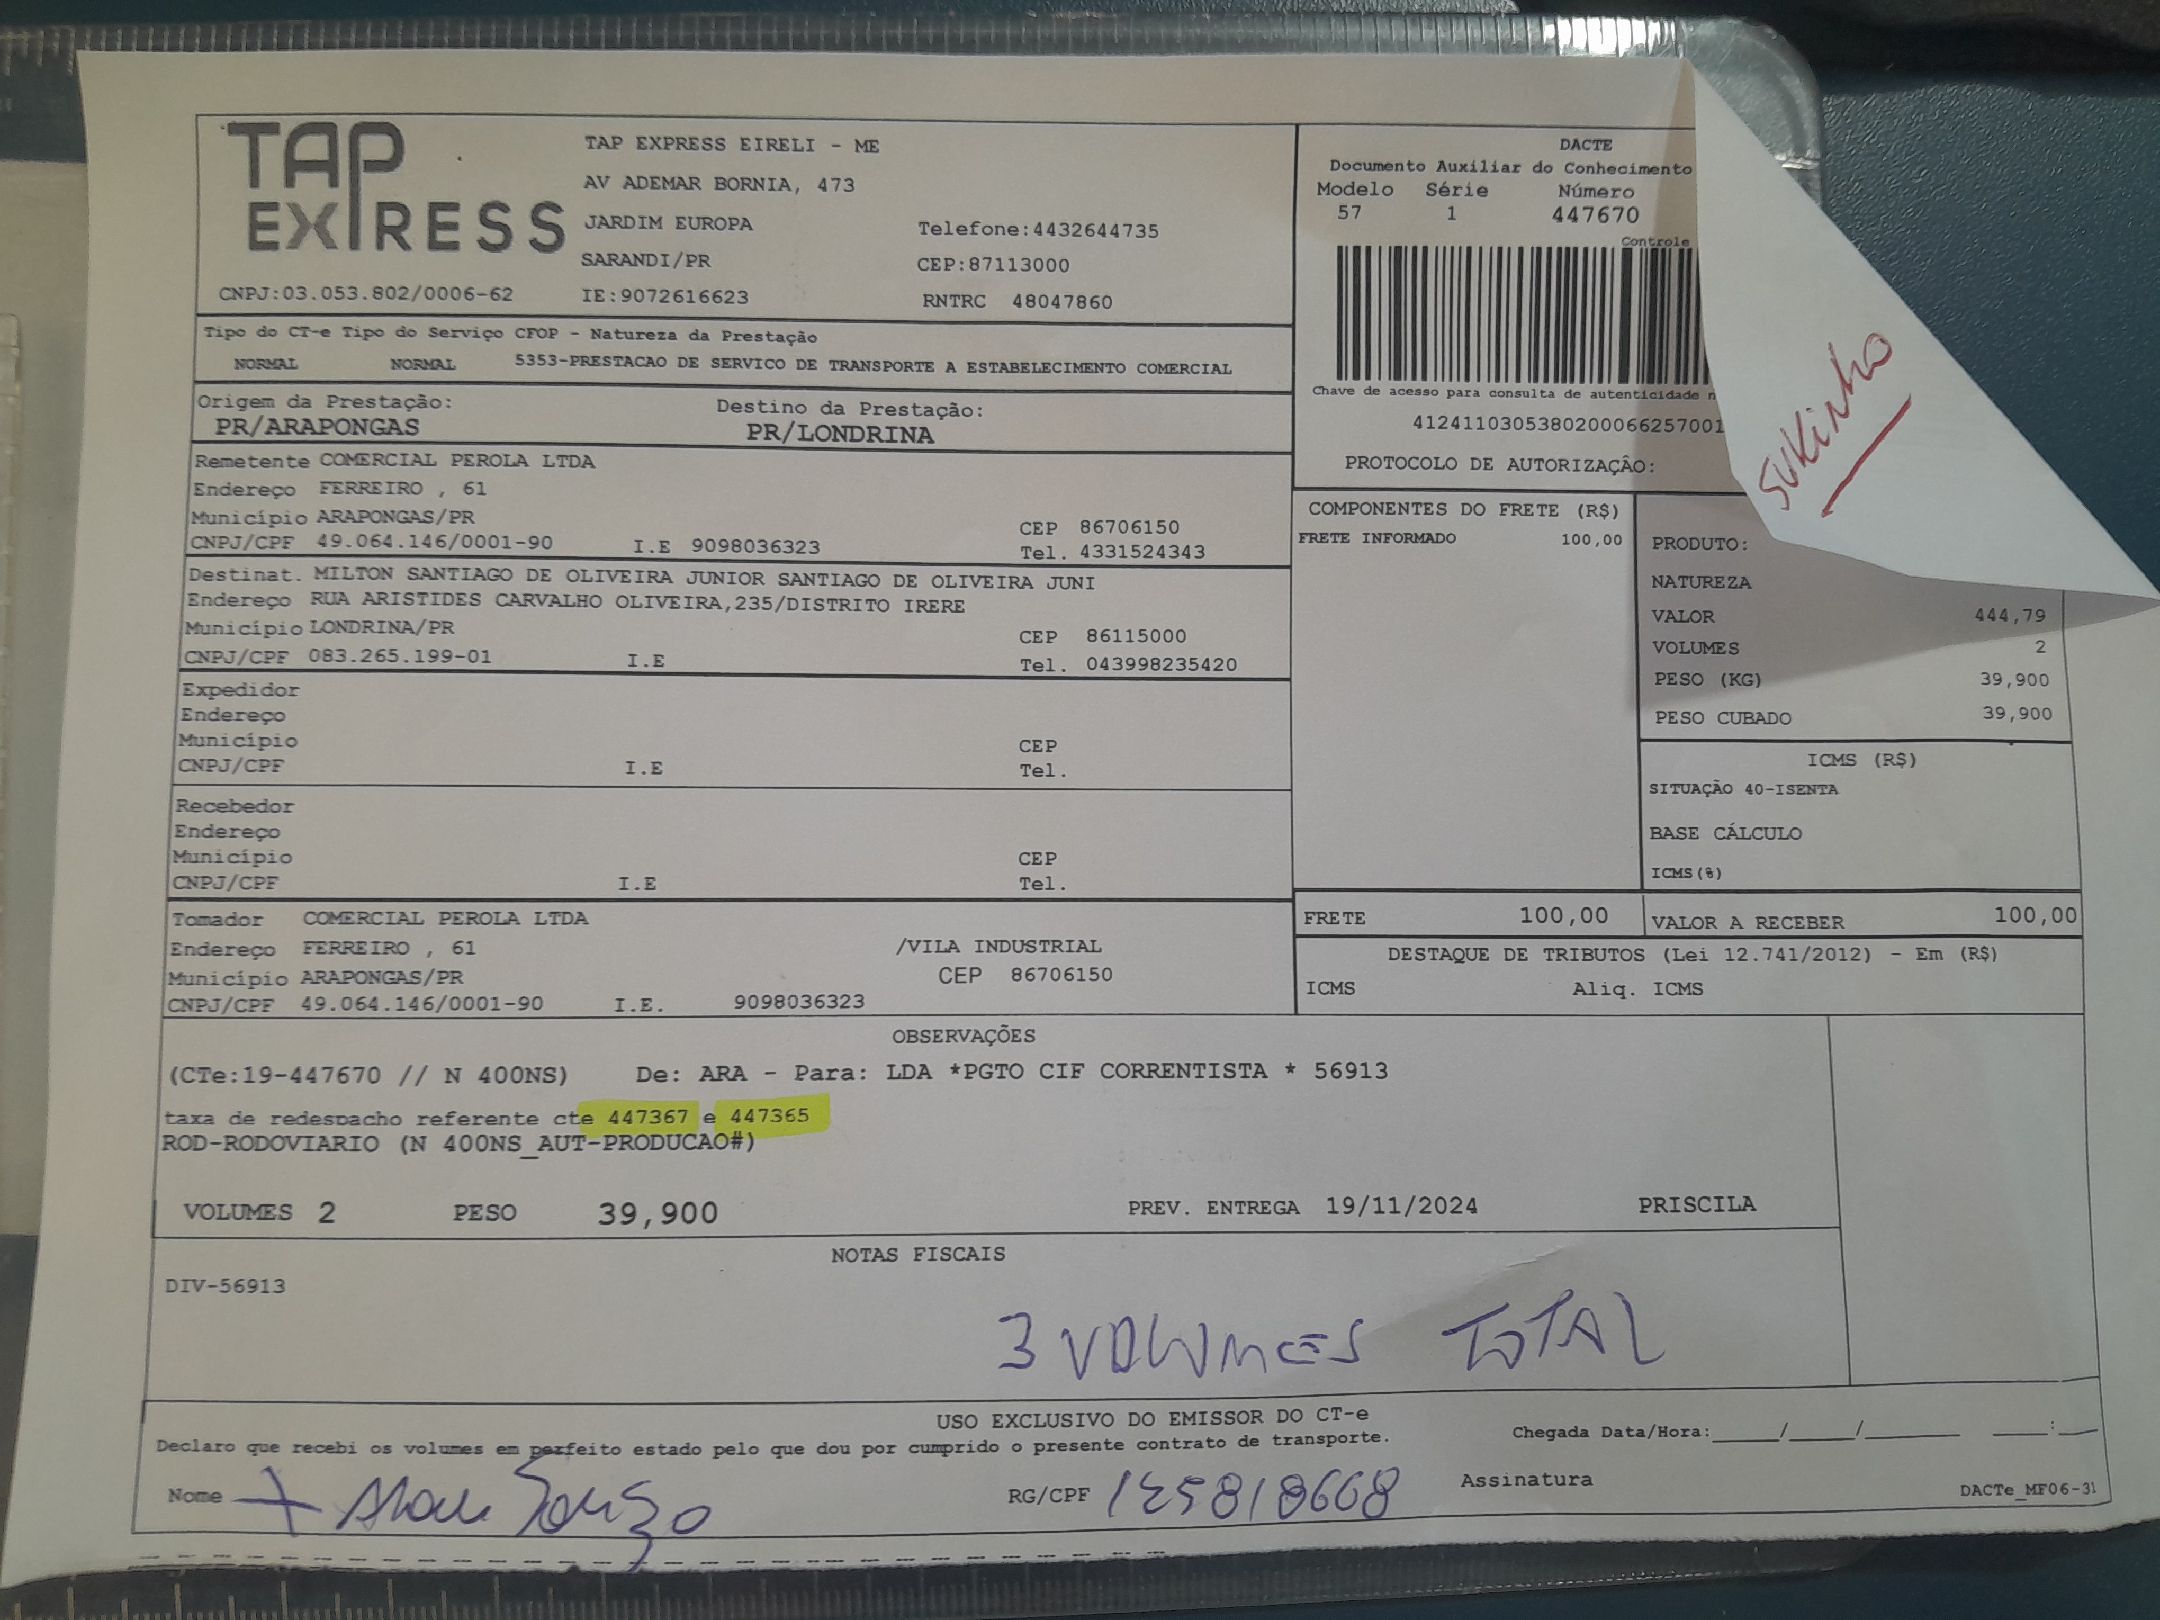 TAP EXPRESS
TAP EXPRESS EIRELI - ME
AV ADEMAR BORNIA, 473
JARDIM EUROPA Telefone:4432644735
SARANDI/PR CEP:87113000
CNPJ:03.053.802/0006-62 IE:9072616623 RNTRC 48047860
DACTE
Documento Auxiliar do Conhecimento
Modelo Série Número
57 1 447670
Controle
Chave de acesso para consulta de autenticidade
4124110305380200066257001
PROTOCOLO DE AUTORIZAÇÃO:
Sukinho
Tipo do CT-e Tipo do Serviço CFOP - Natureza da Prestação
NORMAL NORMAL 5353-PRESTACAO DE SERVICO DE TRANSPORTE A ESTABELECIMENTO COMERCIAL
Origem da Prestação: Destino da Prestação:
PR/ARAPONGAS PR/LONDRINA
Remetente COMERCIAL PEROLA LTDA
Endereço FERREIRO , 61
Município ARAPONGAS/PR CEP 86706150
CNPJ/CPF 49.064.146/0001-90 I.E 9098036323 Tel. 4331524343
Destinat. MILTON SANTIAGO DE OLIVEIRA JUNIOR SANTIAGO DE OLIVEIRA JUNI
Endereço RUA ARISTIDES CARVALHO OLIVEIRA,235/DISTRITO IRERE
Município LONDRINA/PR CEP 86115000
CNPJ/CPF 083.265.199-01 I.E Tel. 043998235420
Expedidor
Endereço
Município CEP
CNPJ/CPF I.E Tel.
Recebedor
Endereço
Município CEP
CNPJ/CPF I.E Tel.
Tomador COMERCIAL PEROLA LTDA
Endereço FERREIRO , 61 /VILA INDUSTRIAL
Município ARAPONGAS/PR CEP 86706150
CNPJ/CPF 49.064.146/0001-90 I.E. 9098036323
COMPONENTES DO FRETE (R$)
FRETE INFORMADO 100,00
PRODUTO:
NATUREZA
VALOR 444,79
VOLUMES 2
PESO (KG) 39,900
PESO CUBADO 39,900
ICMS (R$)
SITUAÇÃO 40-ISENTA
BASE CÁLCULO
ICMS(%)
FRETE 100,00 VALOR A RECEBER 100,00
DESTAQUE DE TRIBUTOS (Lei 12.741/2012) - Em (R$)
ICMS Aliq. ICMS
OBSERVAÇÕES
(CTe:19-447670 // N 400NS) De: ARA - Para: LDA *PGTO CIF CORRENTISTA * 56913
taxa de redespacho referente cte 447367 e 447365
ROD-RODOVIARIO (N 400NS_AUT-PRODUCAO#)
VOLUMES 2 PESO 39,900 PREV. ENTREGA 19/11/2024 PRISCILA
NOTAS FISCAIS
DIV-56913
3 VOLUMES TOTAL
USO EXCLUSIVO DO EMISSOR DO CT-e
Declaro que recebi os volumes em perfeito estado pelo que dou por cumprido o presente contrato de transporte.
Chegada Data/Hora:_____/_____/_______ ____:___
Nome RG/CPF Assinatura
DACTe_MF06-31